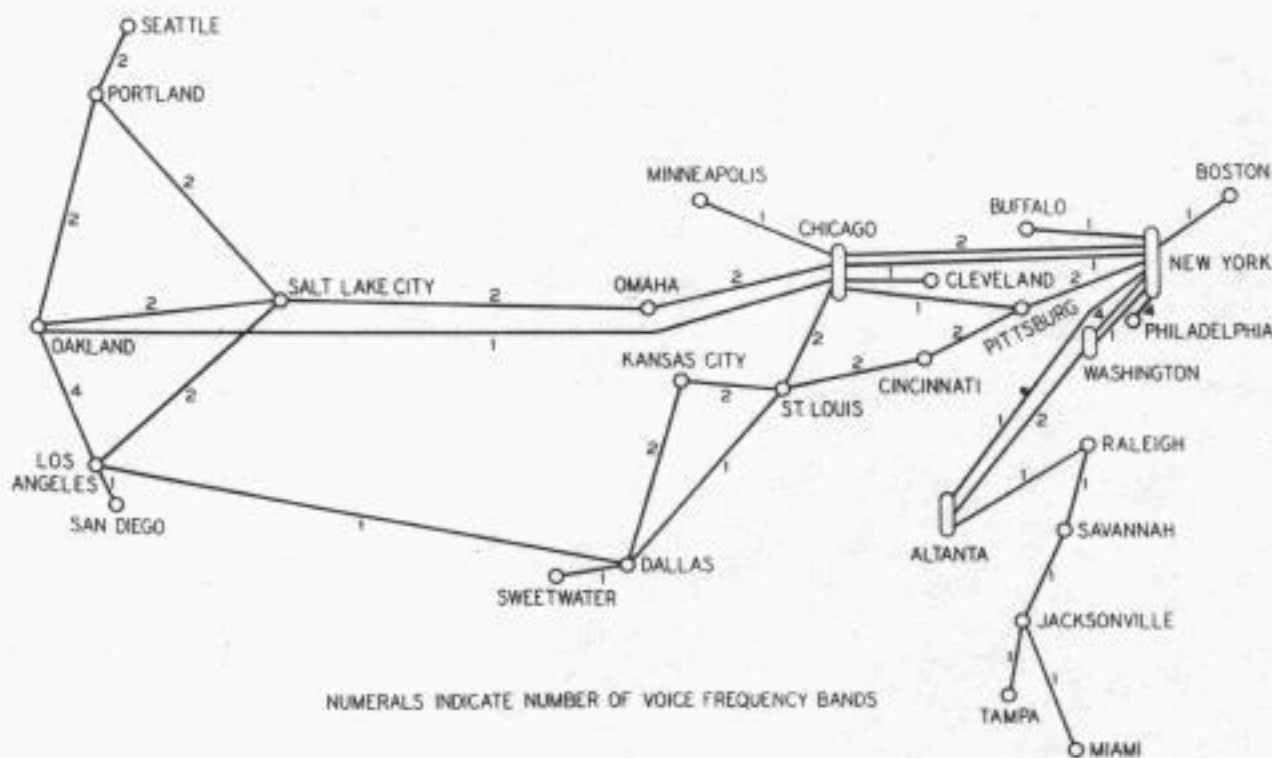 SEATTLE
2
PORTLAND
2
2
MINNEAPOLIS
1
CHICAGO
BUFFALO
1
BOSTON
1
2
1
NEW YORK
SALT LAKE CITY
2
2
OMAHA
2
1
CLEVELAND
2
1
PITTSBURG
4
4
1
PHILADELPHIA
OAKLAND
1
KANSAS CITY
2
2
CINCINNATI
WASHINGTON
4
2
2
ST. LOUIS
1
2
RALEIGH
LOS
ANGELES
1
SAN DIEGO
2
1
1
1
1
SAVANNAH
ALTANTA
DALLAS
1
SWEETWATER
1
JACKSONVILLE
1
1
NUMERALS INDICATE NUMBER OF VOICE FREQUENCY BANDS
TAMPA
MIAMI